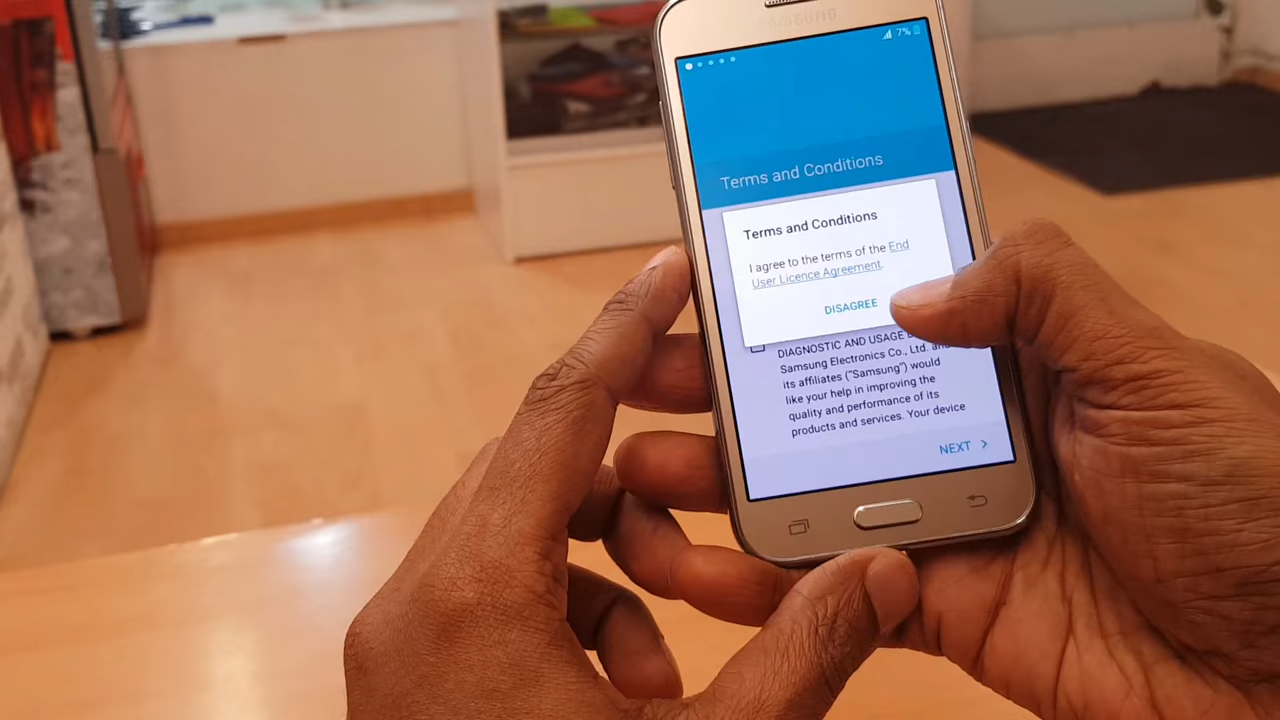 SAMSUNG
7%
Terms and Conditions
Terms and Conditions
I agree to the terms of the End
User Licence Agreement.
DISAGREE
DIAGNOSTIC AND USAGE
Samsung Electronics Co., Ltd. and
its affiliates ("Samsung") would
like your help in improving the
quality and performance of its
products and services. Your device
NEXT >